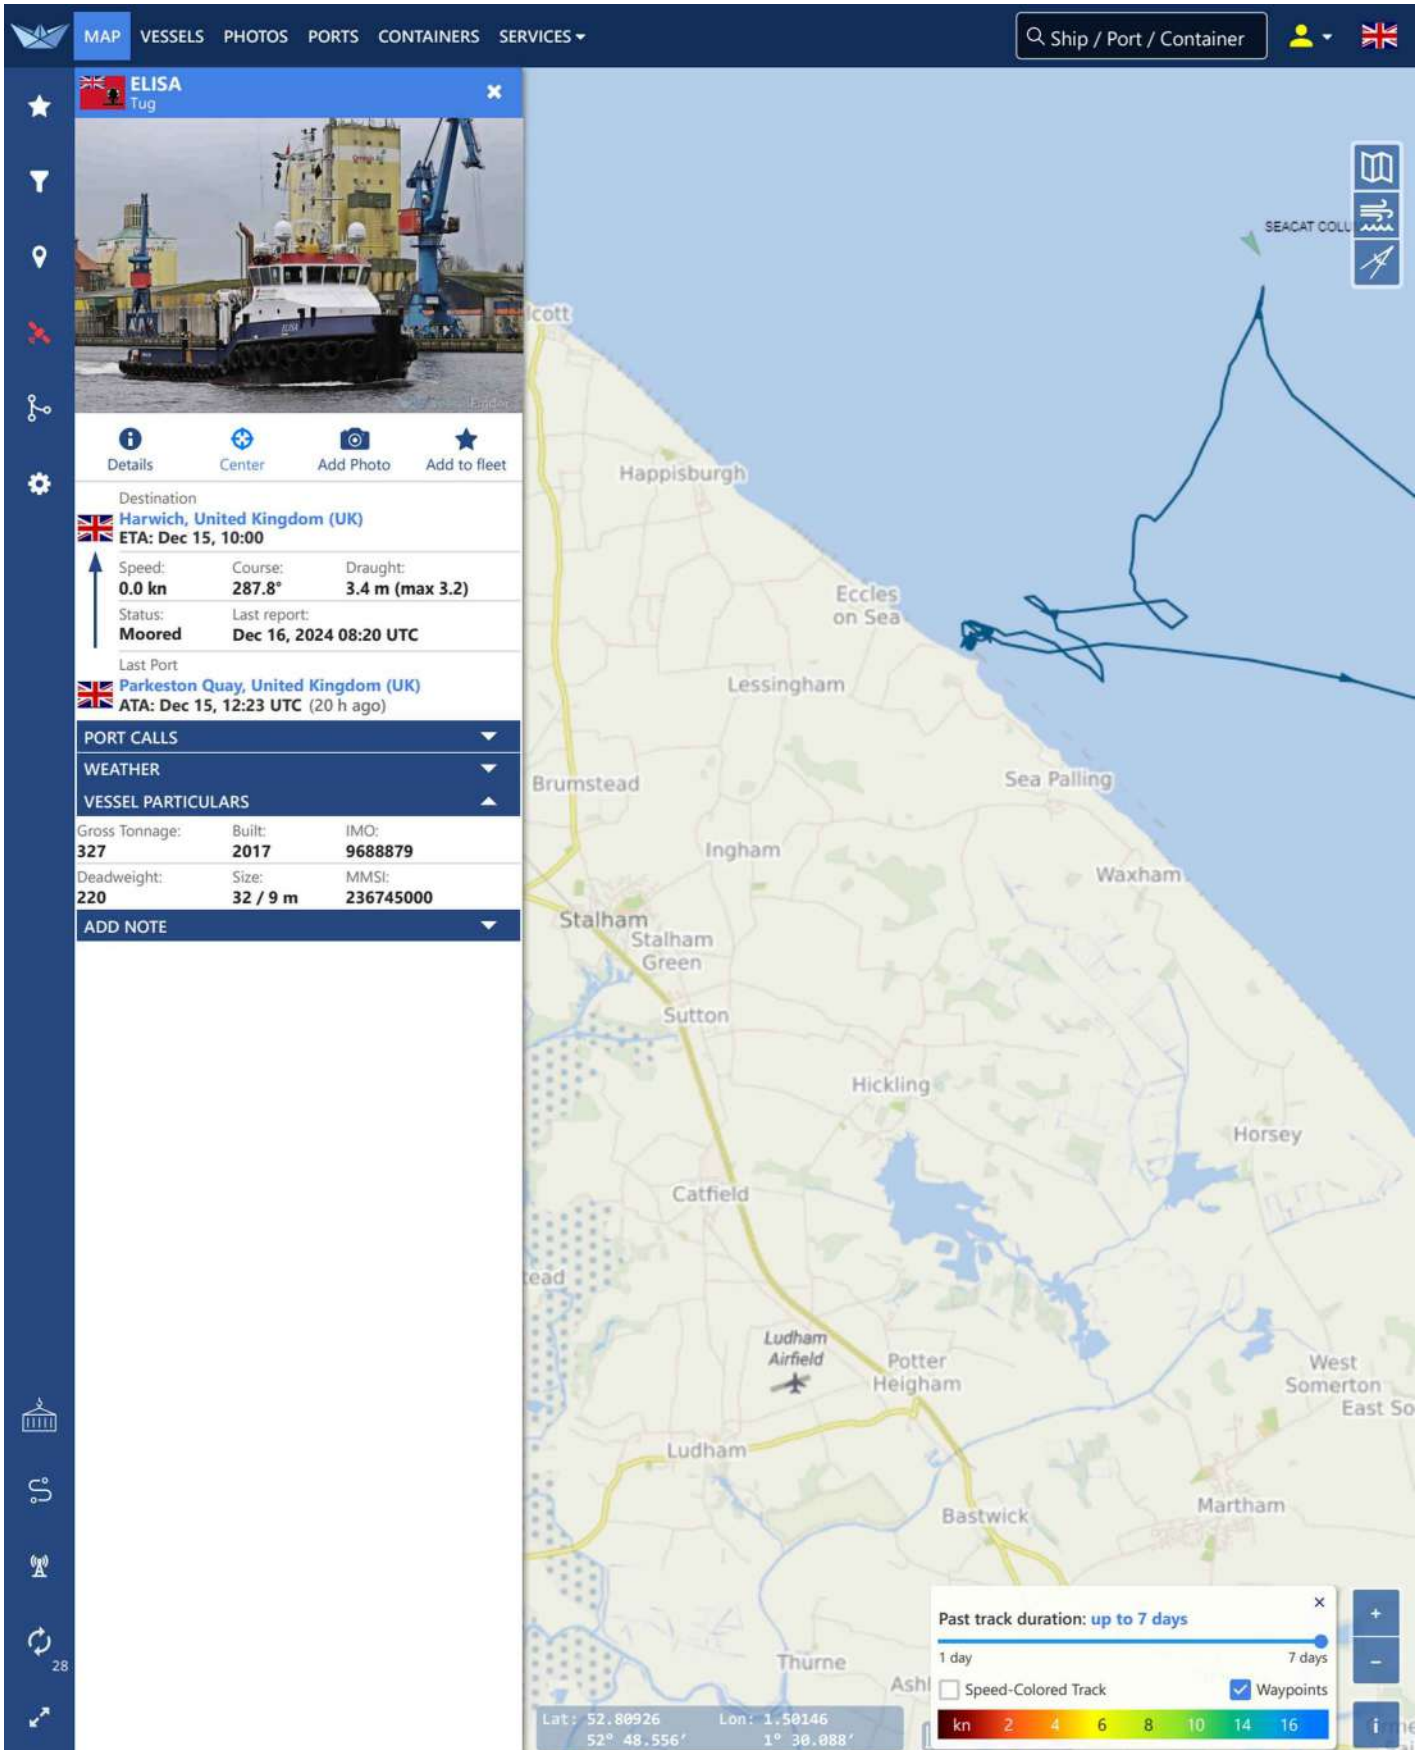 MAP VESSELS PHOTOS PORTS CONTAINERS SERVICES
Ship / Port / Container
ELISA
Tug
Details Center Add Photo Add to fleet
Destination
Harwich, United Kingdom (UK)
ETA: Dec 15, 10:00
Speed: Course: Draught:
0.0 kn 287.8° 3.4 m (max 3.2)
Status: Last report:
Moored Dec 16, 2024 08:20 UTC
Last Port
Parkeston Quay, United Kingdom (UK)
ATA: Dec 15, 12:23 UTC (20 h ago)
PORT CALLS
WEATHER
VESSEL PARTICULARS
Gross Tonnage: Built: IMO:
327 2017 9688879
Deadweight: Size: MMSI:
220 32 / 9 m 236745000
ADD NOTE
28
SEACAT COLU
lcott
Happisburgh
Eccles
on Sea
Lessingham
Brumstead
Sea Palling
Ingham
Waxham
Stalham
Stalham
Green
Sutton
Hickling
Horsey
Catfield
tead
Ludham
Airfield
Potter
Heigham
West
Somerton
East So
Ludham
Martham
Bastwick
Thurne
Ashl
Past track duration: up to 7 days
1 day 7 days
Speed-Colored Track Waypoints
kn 2 4 6 8 10 14 16
Lat: 52.80926 Lon: 1.50146
52° 48.556′ 1° 30.088′
+
−
i